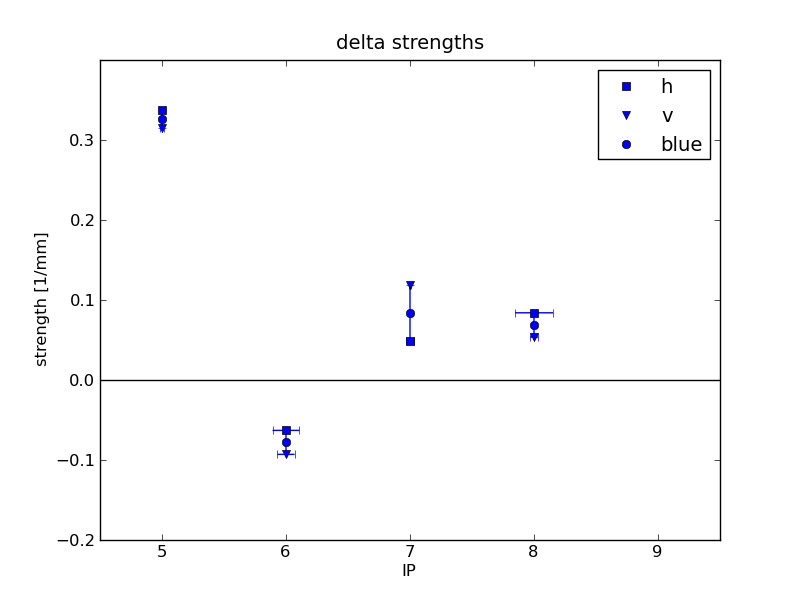 delta strengths
h
v
blue
0.3
0.2
0.1
0.0
−0.1
−0.2
strength [1/mm]
5 6 7 8 9
IP